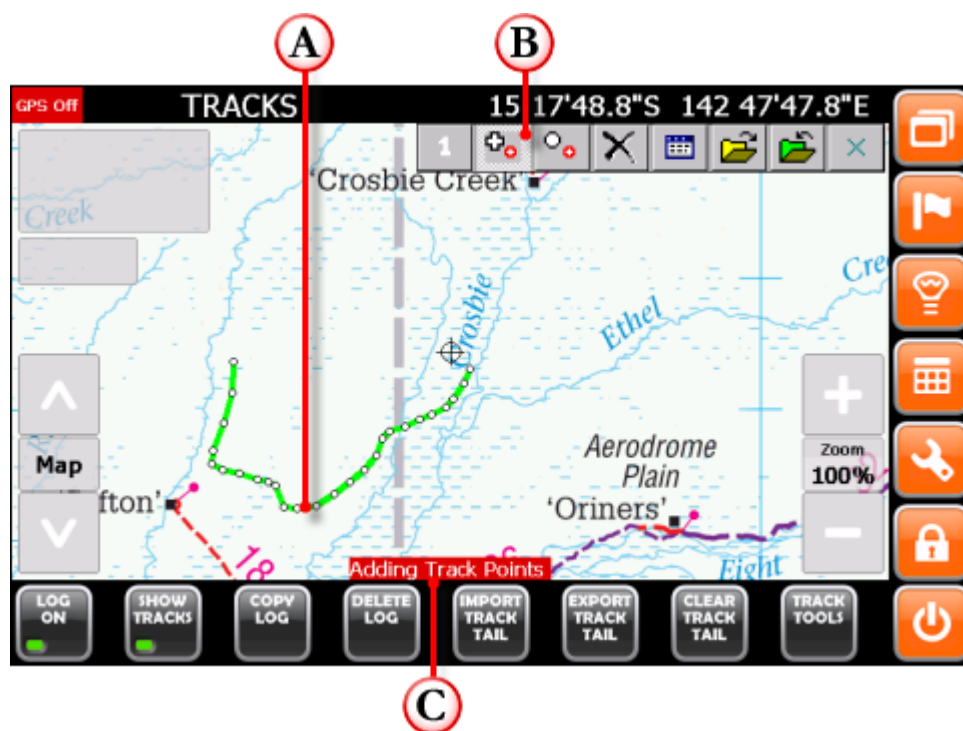 A
B
GPS Off
TRACKS
15 17'48.8"S 142 47'47.8"E
1
'Crosbie Creek'
Creek
Cre
Crosbie
Ethel
Map
Zoom
100%
Aerodrome
Plain
'Oriners'
fton'
18
Eight
Adding Track Points
LOG
ON
SHOW
TRACKS
COPY
LOG
DELETE
LOG
IMPORT
TRACK
TAIL
EXPORT
TRACK
TAIL
CLEAR
TRACK
TAIL
TRACK
TOOLS
C